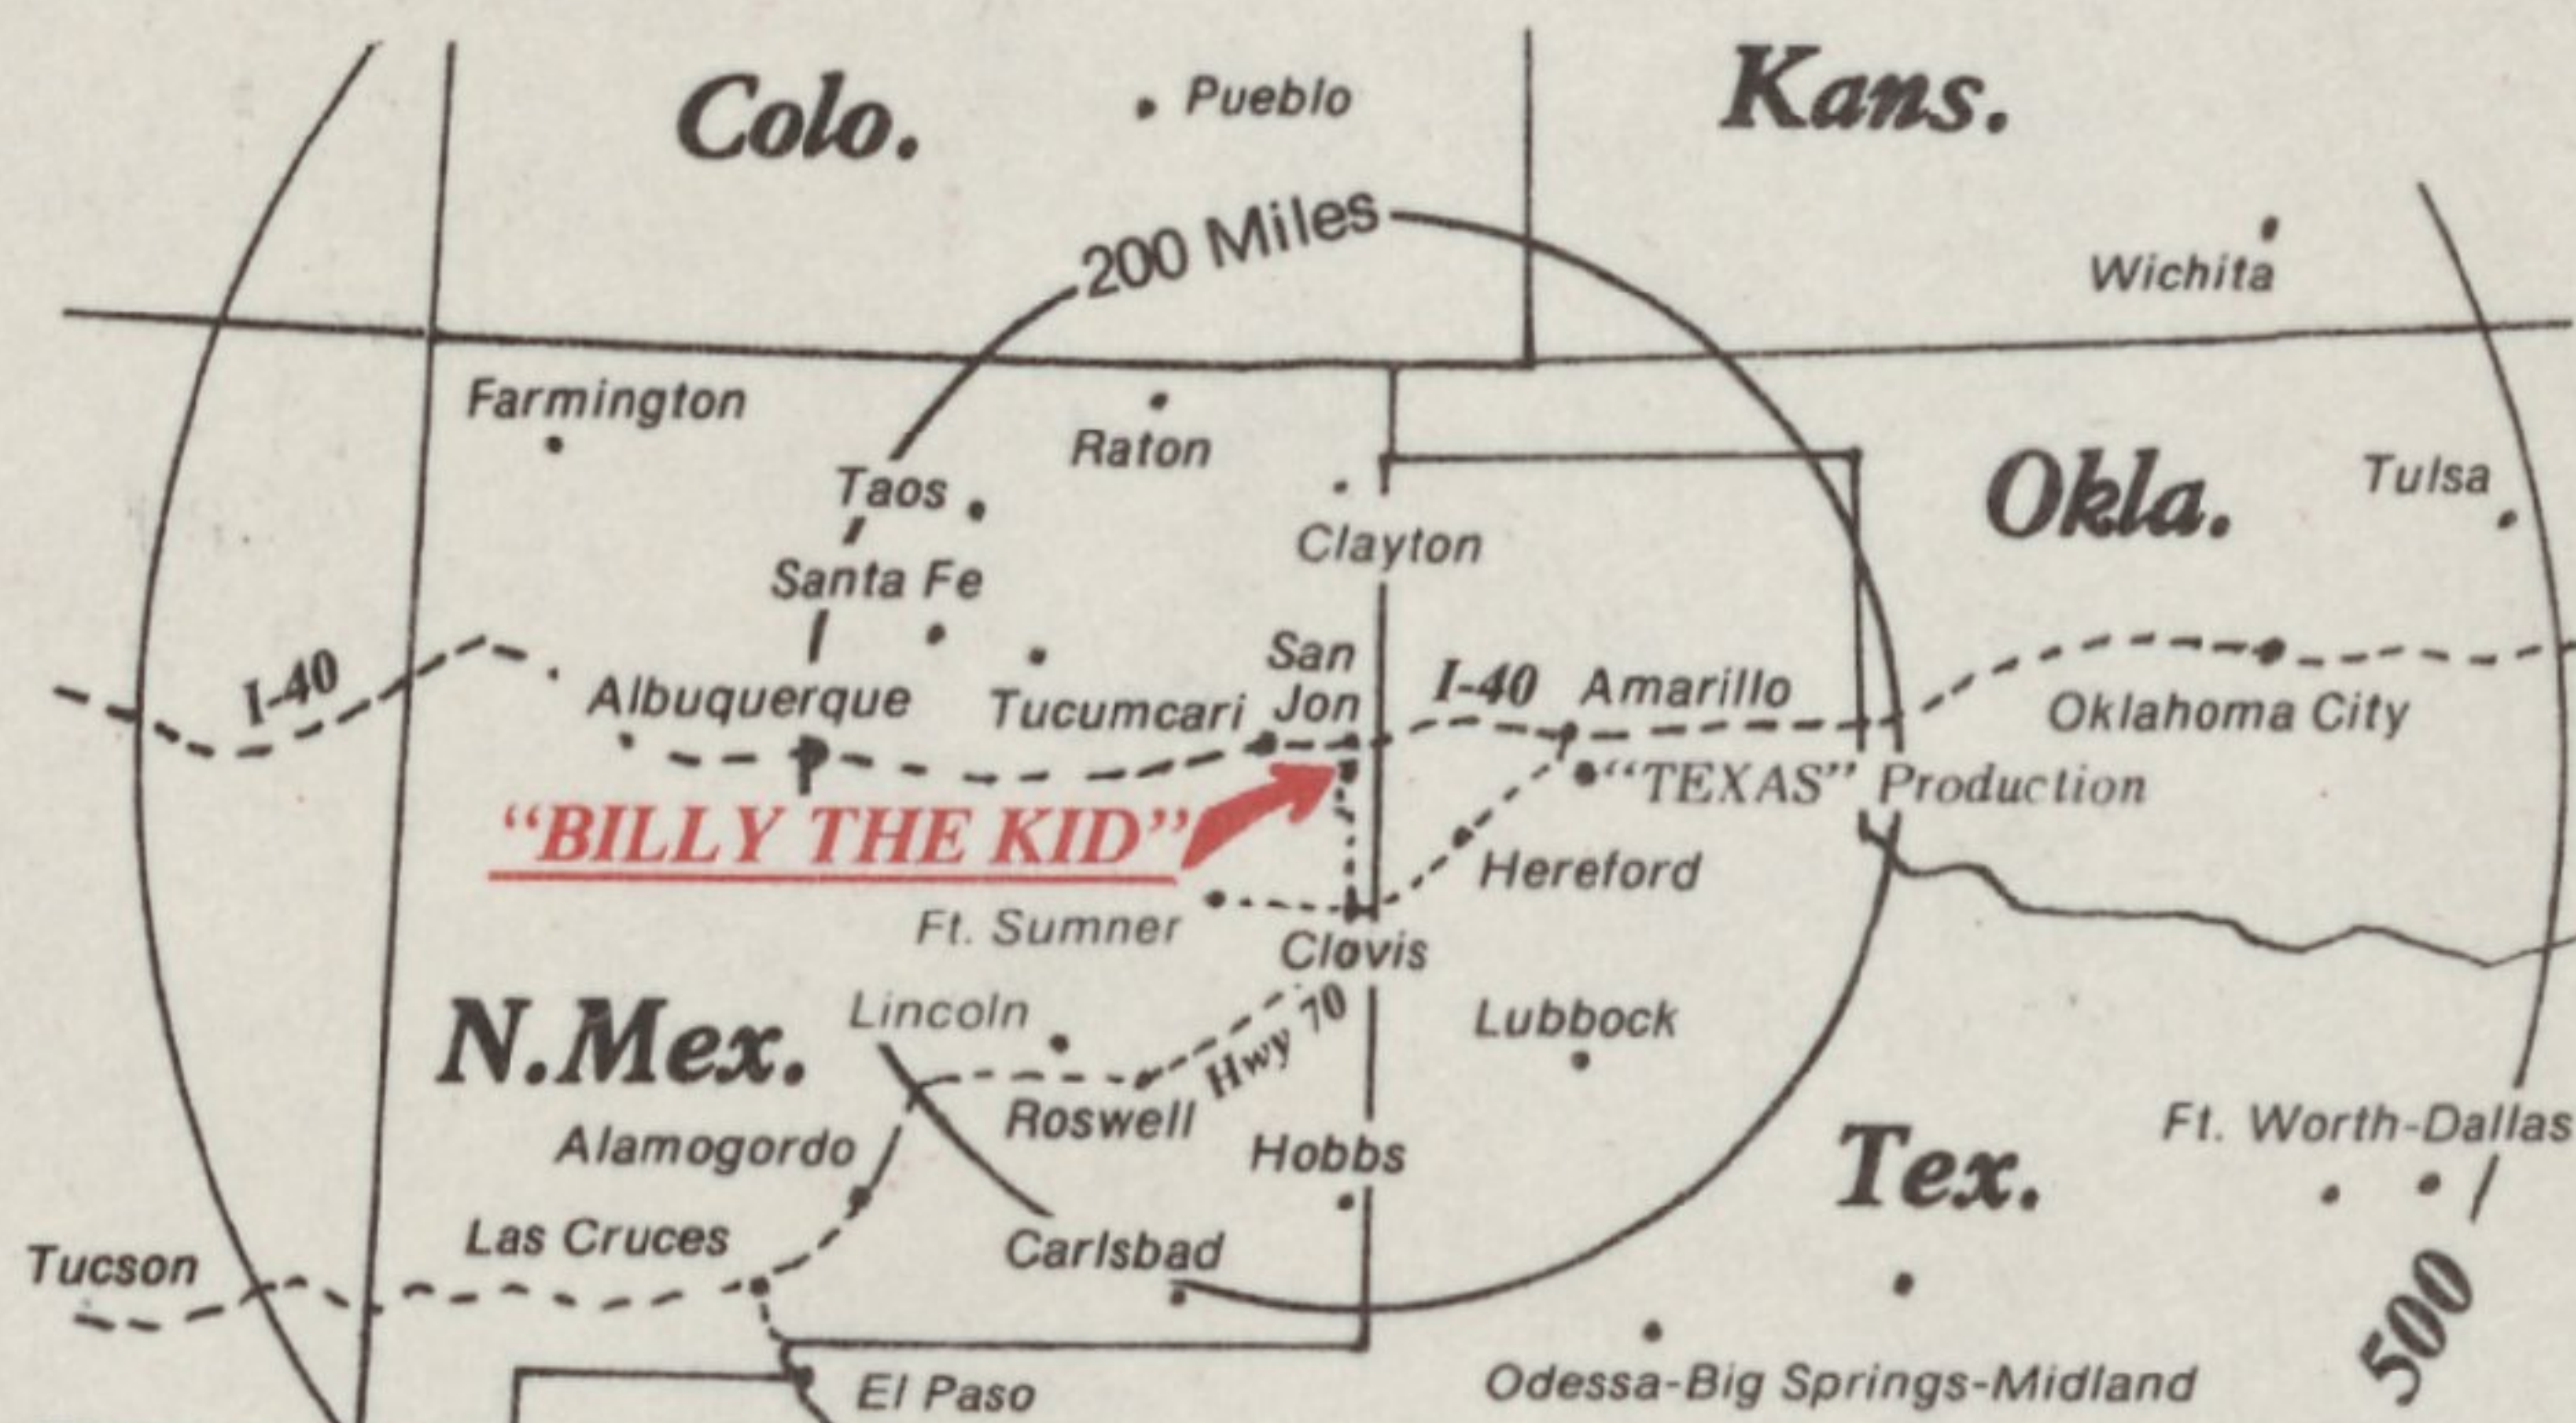 Colo.
Pueblo
Kans.
200 Miles
Wichita
Farmington
Raton
Taos
Clayton
Okla.
Tulsa
Santa Fe
I-40
Albuquerque
Tucumcari
San
Jon
I-40
Amarillo
Oklahoma City
"TEXAS" Production
"BILLY THE KID"
Hereford
Ft. Sumner
Clovis
N.Mex.
Lincoln
Hwy 70
Lubbock
Roswell
Alamogordo
Hobbs
Tex.
Ft. Worth-Dallas
Las Cruces
Carlsbad
Tucson
500
El Paso
Odessa-Big Springs-Midland